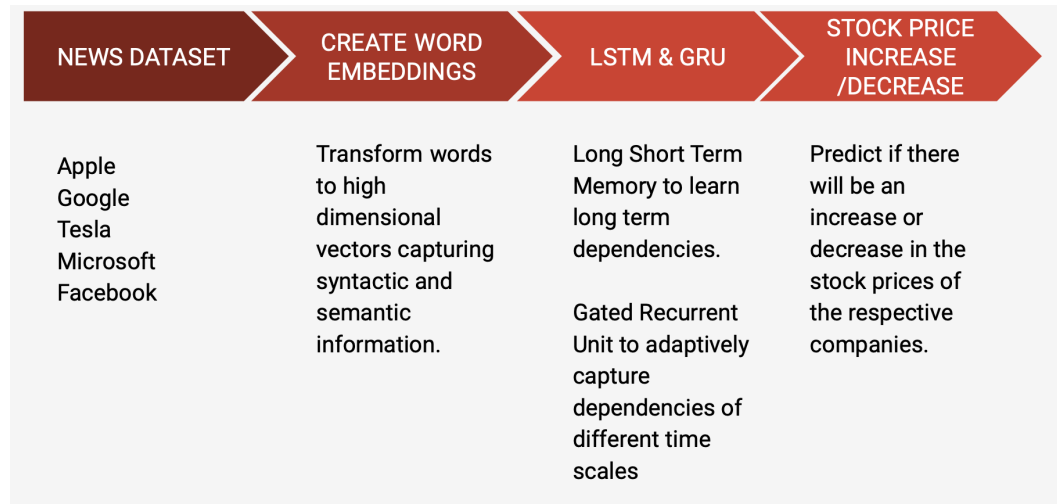 NEWS DATASET
CREATE WORD
EMBEDDINGS
LSTM & GRU
STOCK PRICE
INCREASE
/DECREASE
Apple
Google
Tesla
Microsoft
Facebook
Transform words
to high
dimensional
vectors capturing
syntactic and
semantic
information.
Long Short Term
Memory to learn
long term
dependencies.
Gated Recurrent
Unit to adaptively
capture
dependencies of
different time
scales
Predict if there
will be an
increase or
decrease in the
stock prices of
the respective
companies.